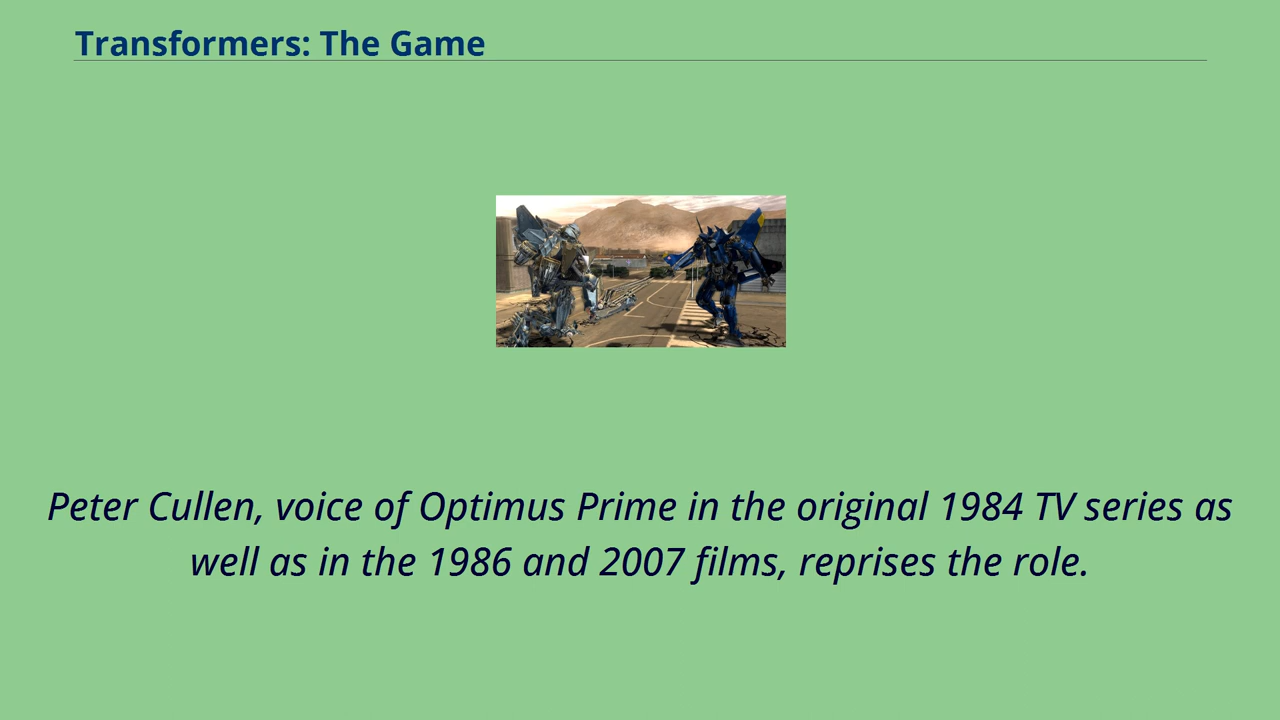 Transformers: The Game
Peter Cullen, voice of Optimus Prime in the original 1984 TV series as
well as in the 1986 and 2007 films, reprises the role.